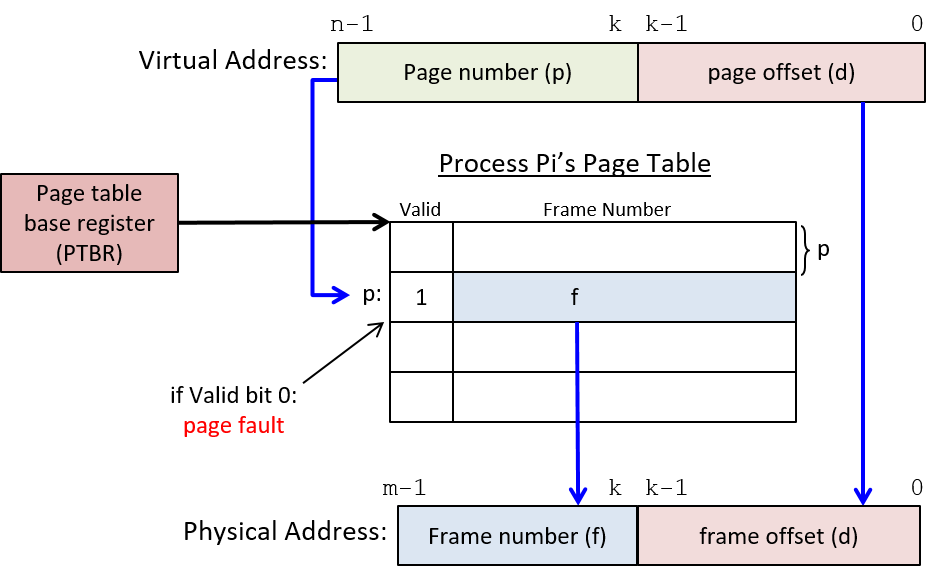 n-1 k k-1 0
Virtual Address: Page number (p) page offset (d)
Process Pi’s Page Table
Page table
base register
(PTBR)
Valid Frame Number
p
p: 1 f
if Valid bit 0:
page fault
m-1 k k-1 0
Physical Address: Frame number (f) frame offset (d)